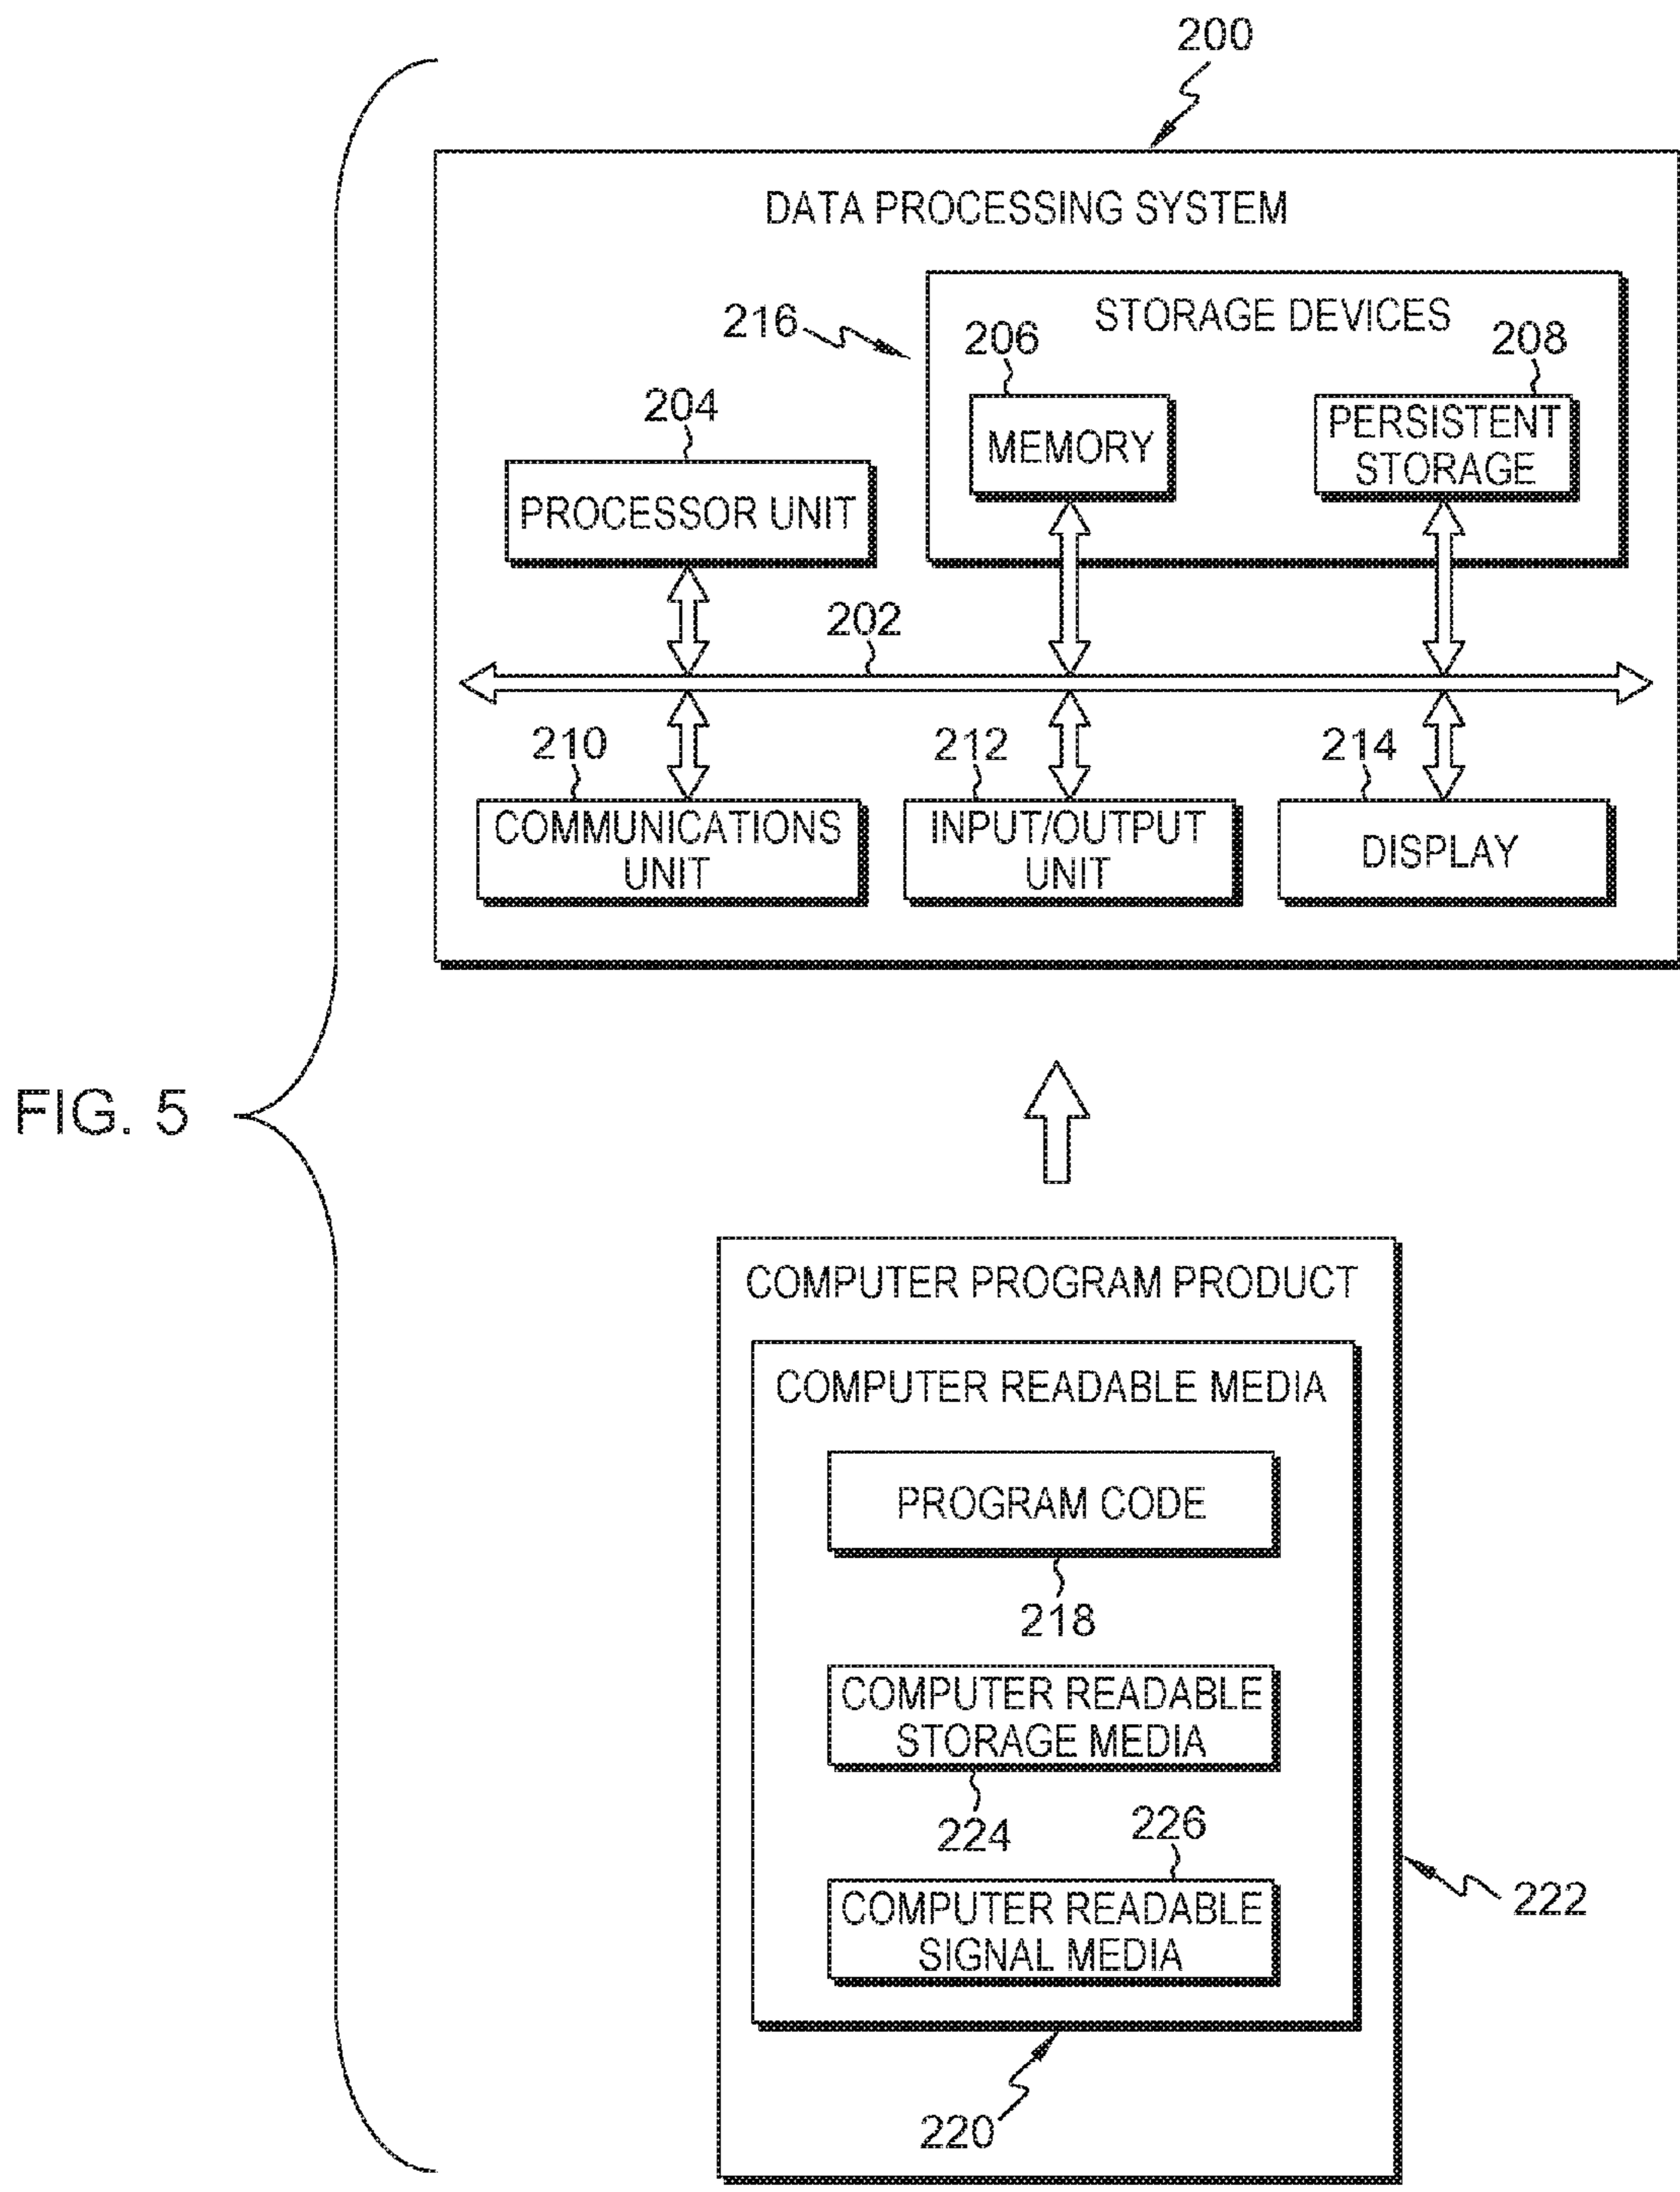 200
DATA PROCESSING SYSTEM
STORAGE DEVICES
216
206
208
204
MEMORY
PERSISTENT
STORAGE
PROCESSOR UNIT
202
210
212
214
COMMUNICATIONS
UNIT
INPUT/OUTPUT
UNIT
DISPLAY
FIG. 5
COMPUTER PROGRAM PRODUCT
COMPUTER READABLE MEDIA
PROGRAM CODE
218
COMPUTER READABLE
STORAGE MEDIA
224
226
COMPUTER READABLE
SIGNAL MEDIA
222
220